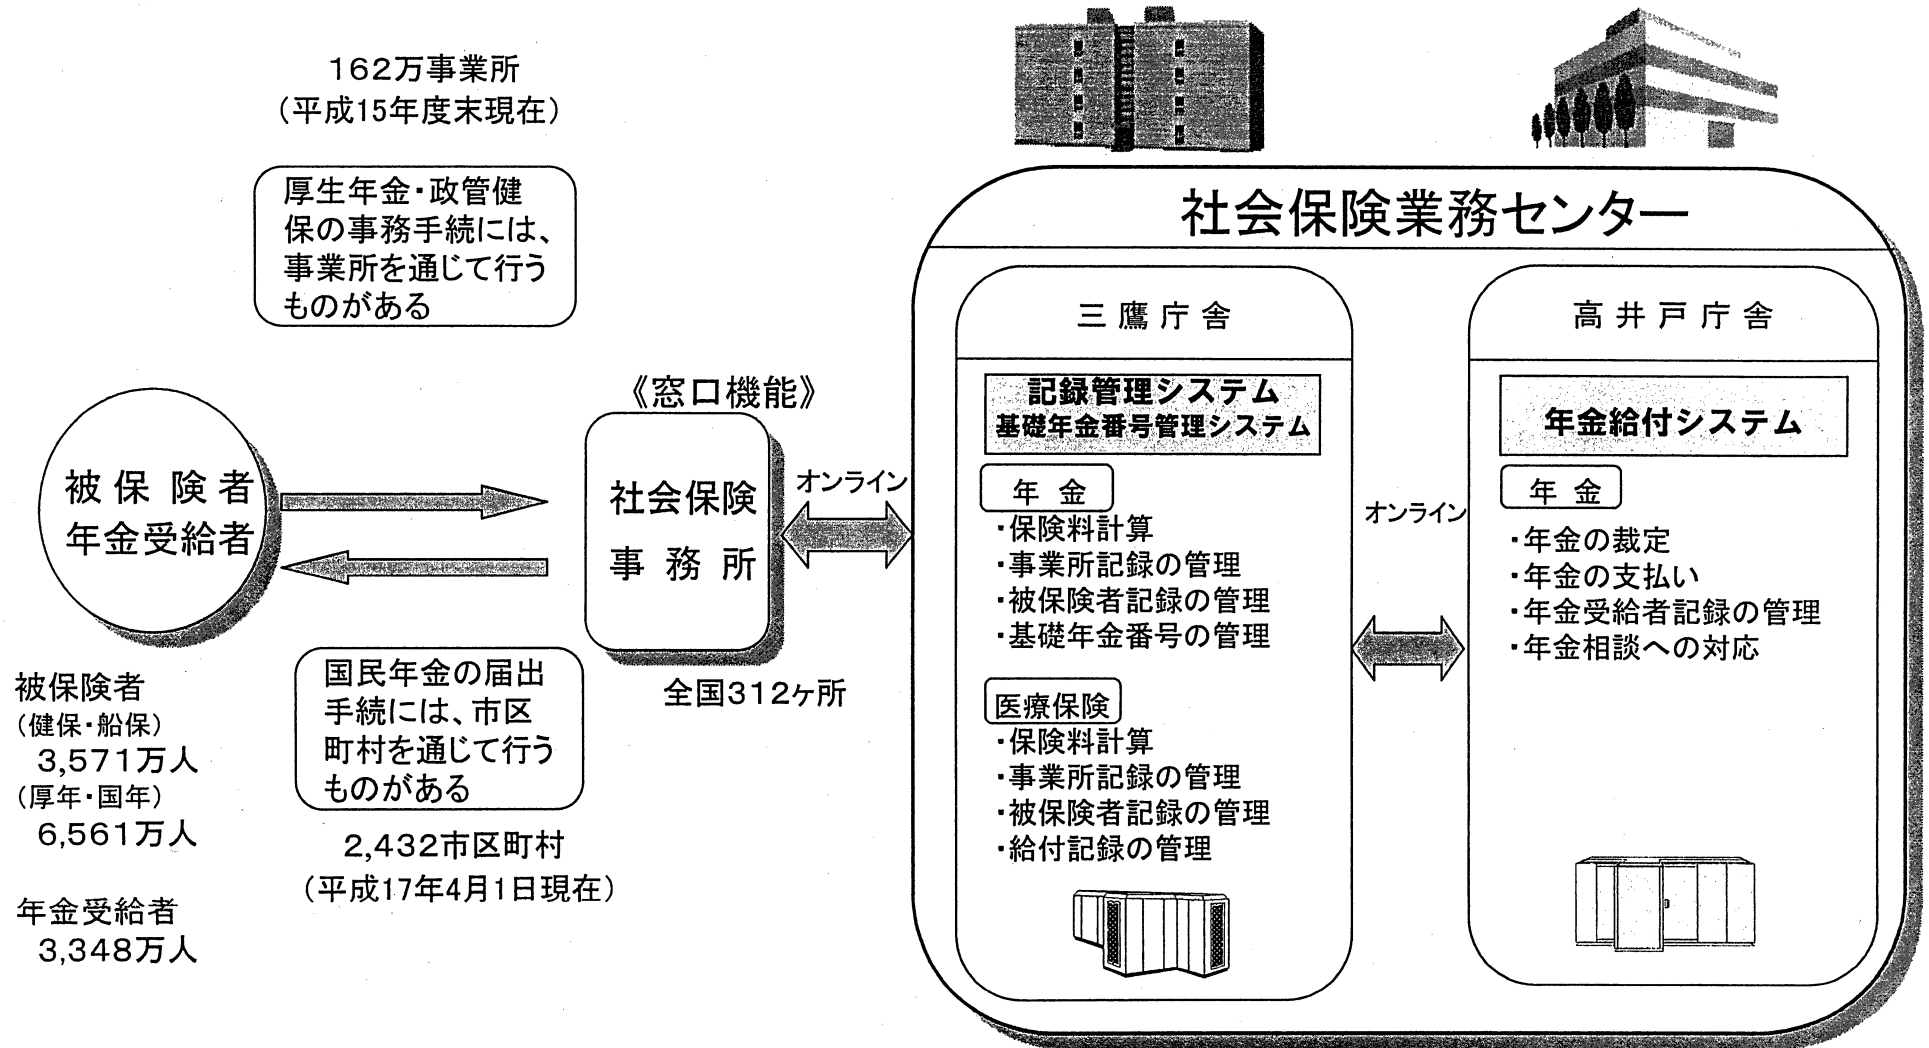 162万事業所
(平成15年度末現在)
厚生年金・政管健
保の事務手続には、
事業所を通じて行う
ものがある
《窓口機能》
被保険者
年金受給者
社会保険
事務所
全国312ヶ所
オンライン
国民年金の届出
手続には、市区
町村を通じて行う
ものがある
2,432市区町村
(平成17年4月1日現在)
被保険者
(健保・船保)
3,571万人
(厚年・国年)
6,561万人
年金受給者
3,348万人
社会保険業務センター
三鷹庁舎
記録管理システム
基礎年金番号管理システム
年金
・保険料計算
・事業所記録の管理
・被保険者記録の管理
・基礎年金番号の管理
医療保険
・保険料計算
・事業所記録の管理
・被保険者記録の管理
・給付記録の管理
オンライン
高井戸庁舎
年金給付システム
年金
・年金の裁定
・年金の支払い
・年金受給者記録の管理
・年金相談への対応